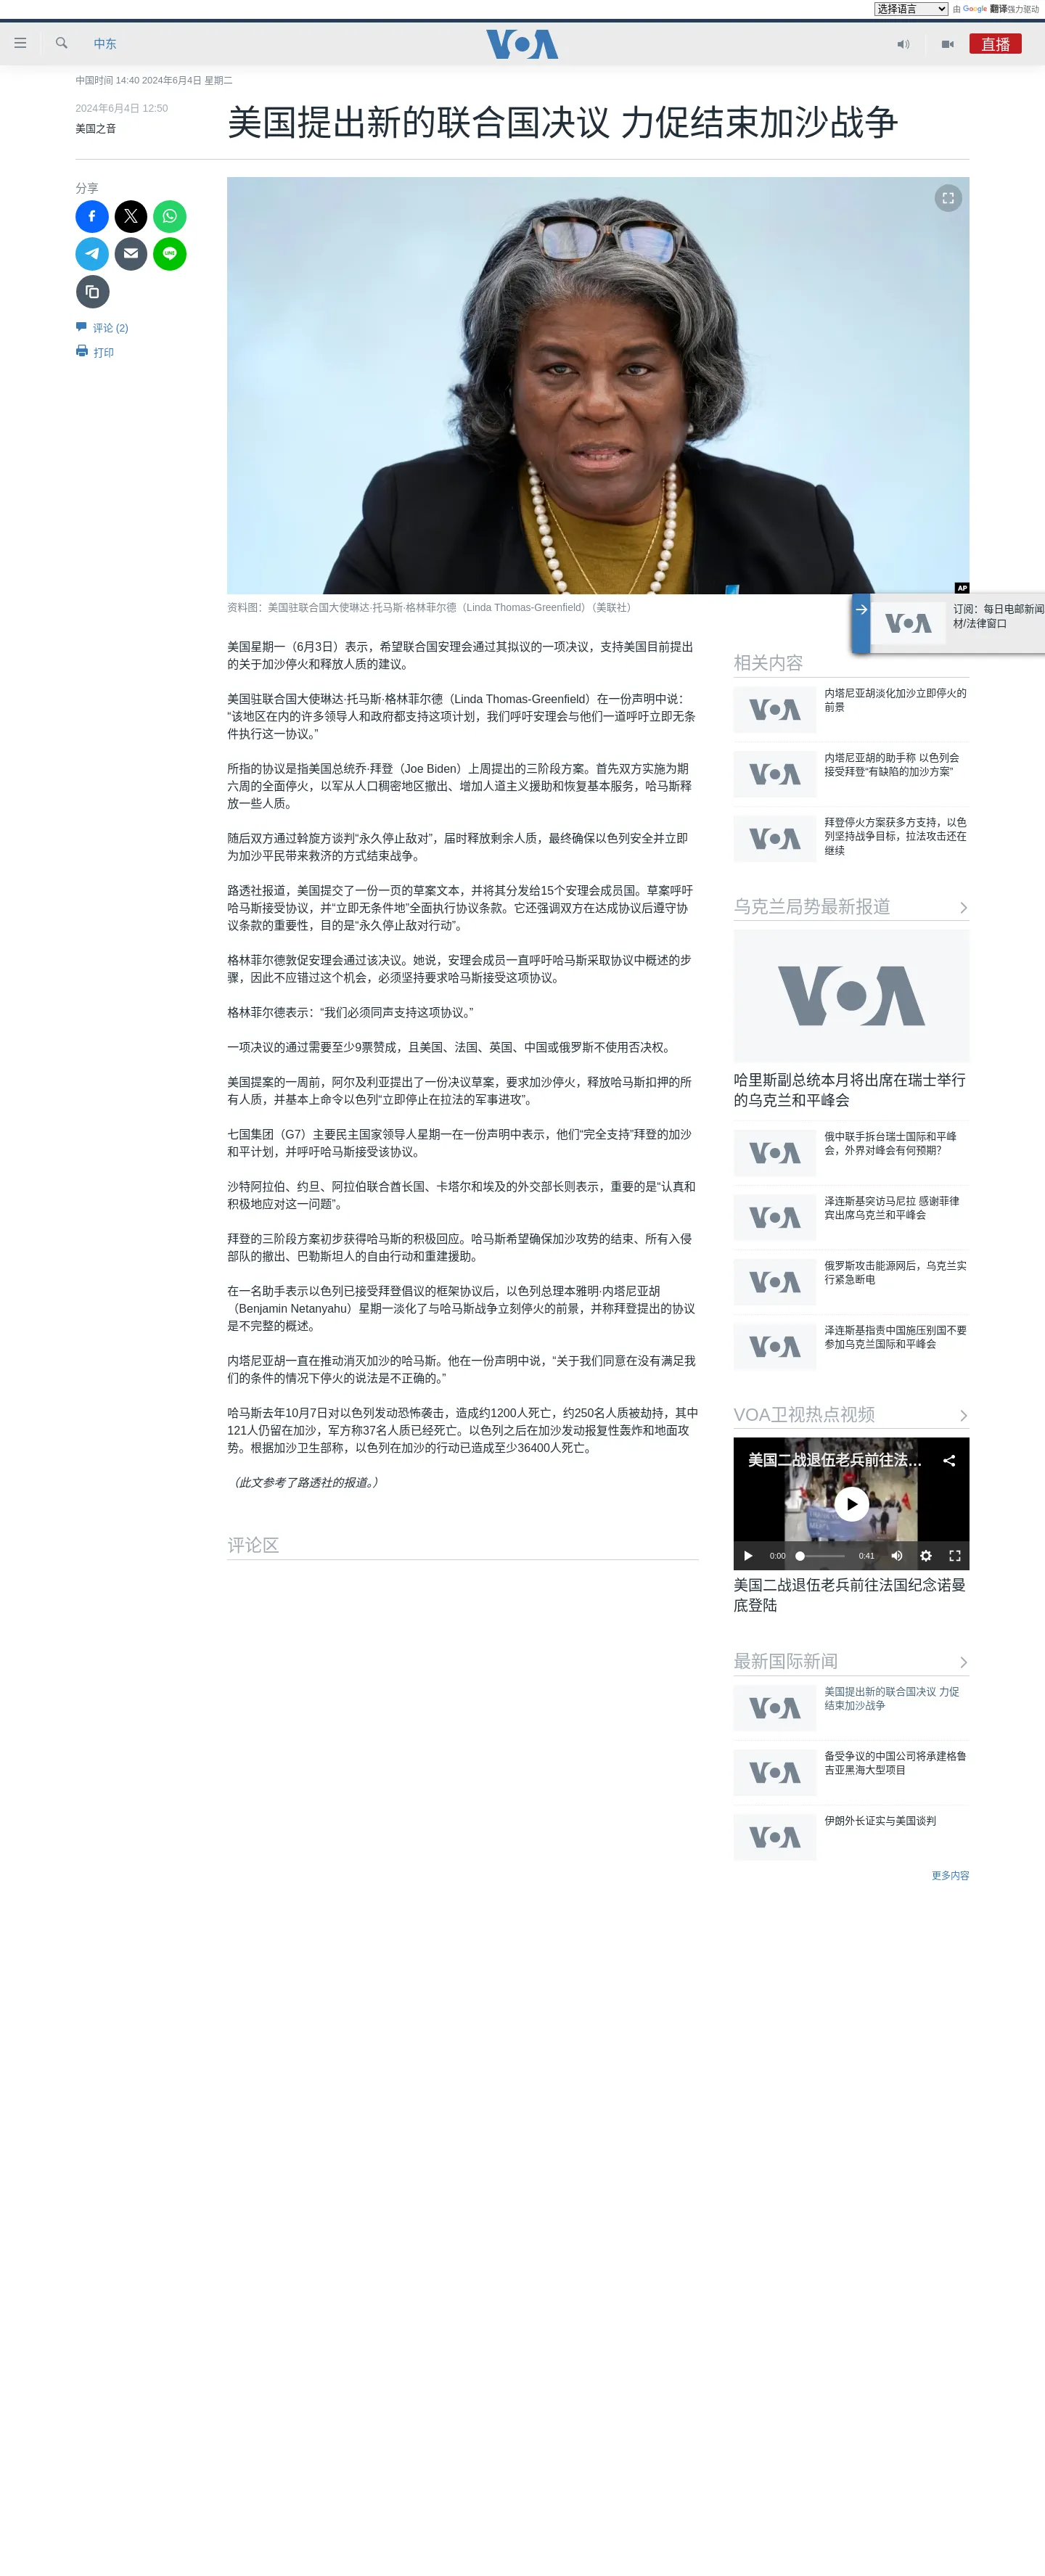 选择语言
由 Google 翻译强力驱动
中东
VOA
直播
中国时间 14:40 2024年6月4日 星期二
2024年6月4日 12:50
美国之音
美国提出新的联合国决议 力促结束加沙战争
分享
LINE
评论 (2)
打印
AP
资料图：美国驻联合国大使琳达·托马斯·格林菲尔德（Linda Thomas-Greenfield）（美联社）
VOA
订阅：每日电邮新闻
材/法律窗口
美国星期一（6月3日）表示，希望联合国安理会通过其拟议的一项决议，支持美国目前提出
的关于加沙停火和释放人质的建议。
美国驻联合国大使琳达·托马斯·格林菲尔德（Linda Thomas-Greenfield）在一份声明中说：
“该地区在内的许多领导人和政府都支持这项计划，我们呼吁安理会与他们一道呼吁立即无条
件执行这一协议。”
所指的协议是指美国总统乔·拜登（Joe Biden）上周提出的三阶段方案。首先双方实施为期
六周的全面停火，以军从人口稠密地区撤出、增加人道主义援助和恢复基本服务，哈马斯释
放一些人质。
随后双方通过斡旋方谈判“永久停止敌对”，届时释放剩余人质，最终确保以色列安全并立即
为加沙平民带来救济的方式结束战争。
路透社报道，美国提交了一份一页的草案文本，并将其分发给15个安理会成员国。草案呼吁
哈马斯接受协议，并“立即无条件地”全面执行协议条款。它还强调双方在达成协议后遵守协
议条款的重要性，目的是“永久停止敌对行动”。
格林菲尔德敦促安理会通过该决议。她说，安理会成员一直呼吁哈马斯采取协议中概述的步
骤，因此不应错过这个机会，必须坚持要求哈马斯接受这项协议。
格林菲尔德表示：“我们必须同声支持这项协议。”
一项决议的通过需要至少9票赞成，且美国、法国、英国、中国或俄罗斯不使用否决权。
美国提案的一周前，阿尔及利亚提出了一份决议草案，要求加沙停火，释放哈马斯扣押的所
有人质，并基本上命令以色列“立即停止在拉法的军事进攻”。
七国集团（G7）主要民主国家领导人星期一在一份声明中表示，他们“完全支持”拜登的加沙
和平计划，并呼吁哈马斯接受该协议。
沙特阿拉伯、约旦、阿拉伯联合酋长国、卡塔尔和埃及的外交部长则表示，重要的是“认真和
积极地应对这一问题”。
拜登的三阶段方案初步获得哈马斯的积极回应。哈马斯希望确保加沙攻势的结束、所有入侵
部队的撤出、巴勒斯坦人的自由行动和重建援助。
在一名助手表示以色列已接受拜登倡议的框架协议后，以色列总理本雅明·内塔尼亚胡
（Benjamin Netanyahu）星期一淡化了与哈马斯战争立刻停火的前景，并称拜登提出的协议
是不完整的概述。
内塔尼亚胡一直在推动消灭加沙的哈马斯。他在一份声明中说，“关于我们同意在没有满足我
们的条件的情况下停火的说法是不正确的。”
哈马斯去年10月7日对以色列发动恐怖袭击，造成约1200人死亡，约250名人质被劫持，其中
121人仍留在加沙，军方称37名人质已经死亡。以色列之后在加沙发动报复性轰炸和地面攻
势。根据加沙卫生部称，以色列在加沙的行动已造成至少36400人死亡。
（此文参考了路透社的报道。）
评论区
相关内容
VOA
内塔尼亚胡淡化加沙立即停火的
前景
VOA
内塔尼亚胡的助手称 以色列会
接受拜登“有缺陷的加沙方案”
VOA
拜登停火方案获多方支持，以色
列坚持战争目标，拉法攻击还在
继续
乌克兰局势最新报道
VOA
哈里斯副总统本月将出席在瑞士举行
的乌克兰和平峰会
VOA
俄中联手拆台瑞士国际和平峰
会，外界对峰会有何预期？
VOA
泽连斯基突访马尼拉 感谢菲律
宾出席乌克兰和平峰会
VOA
俄罗斯攻击能源网后，乌克兰实
行紧急断电
VOA
泽连斯基指责中国施压别国不要
参加乌克兰国际和平峰会
VOA卫视热点视频
美国二战退伍老兵前往法…
0:00
0:41
美国二战退伍老兵前往法国纪念诺曼
底登陆
最新国际新闻
VOA
美国提出新的联合国决议 力促
结束加沙战争
VOA
备受争议的中国公司将承建格鲁
吉亚黑海大型项目
VOA
伊朗外长证实与美国谈判
更多内容